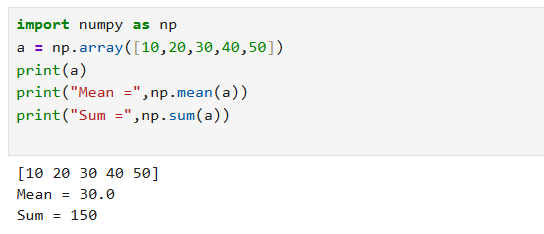 import numpy as np
a = np.array([10,20,30,40,50])
print(a)
print("Mean =",np.mean(a))
print("Sum =",np.sum(a))
[10 20 30 40 50]
Mean = 30.0
Sum = 150